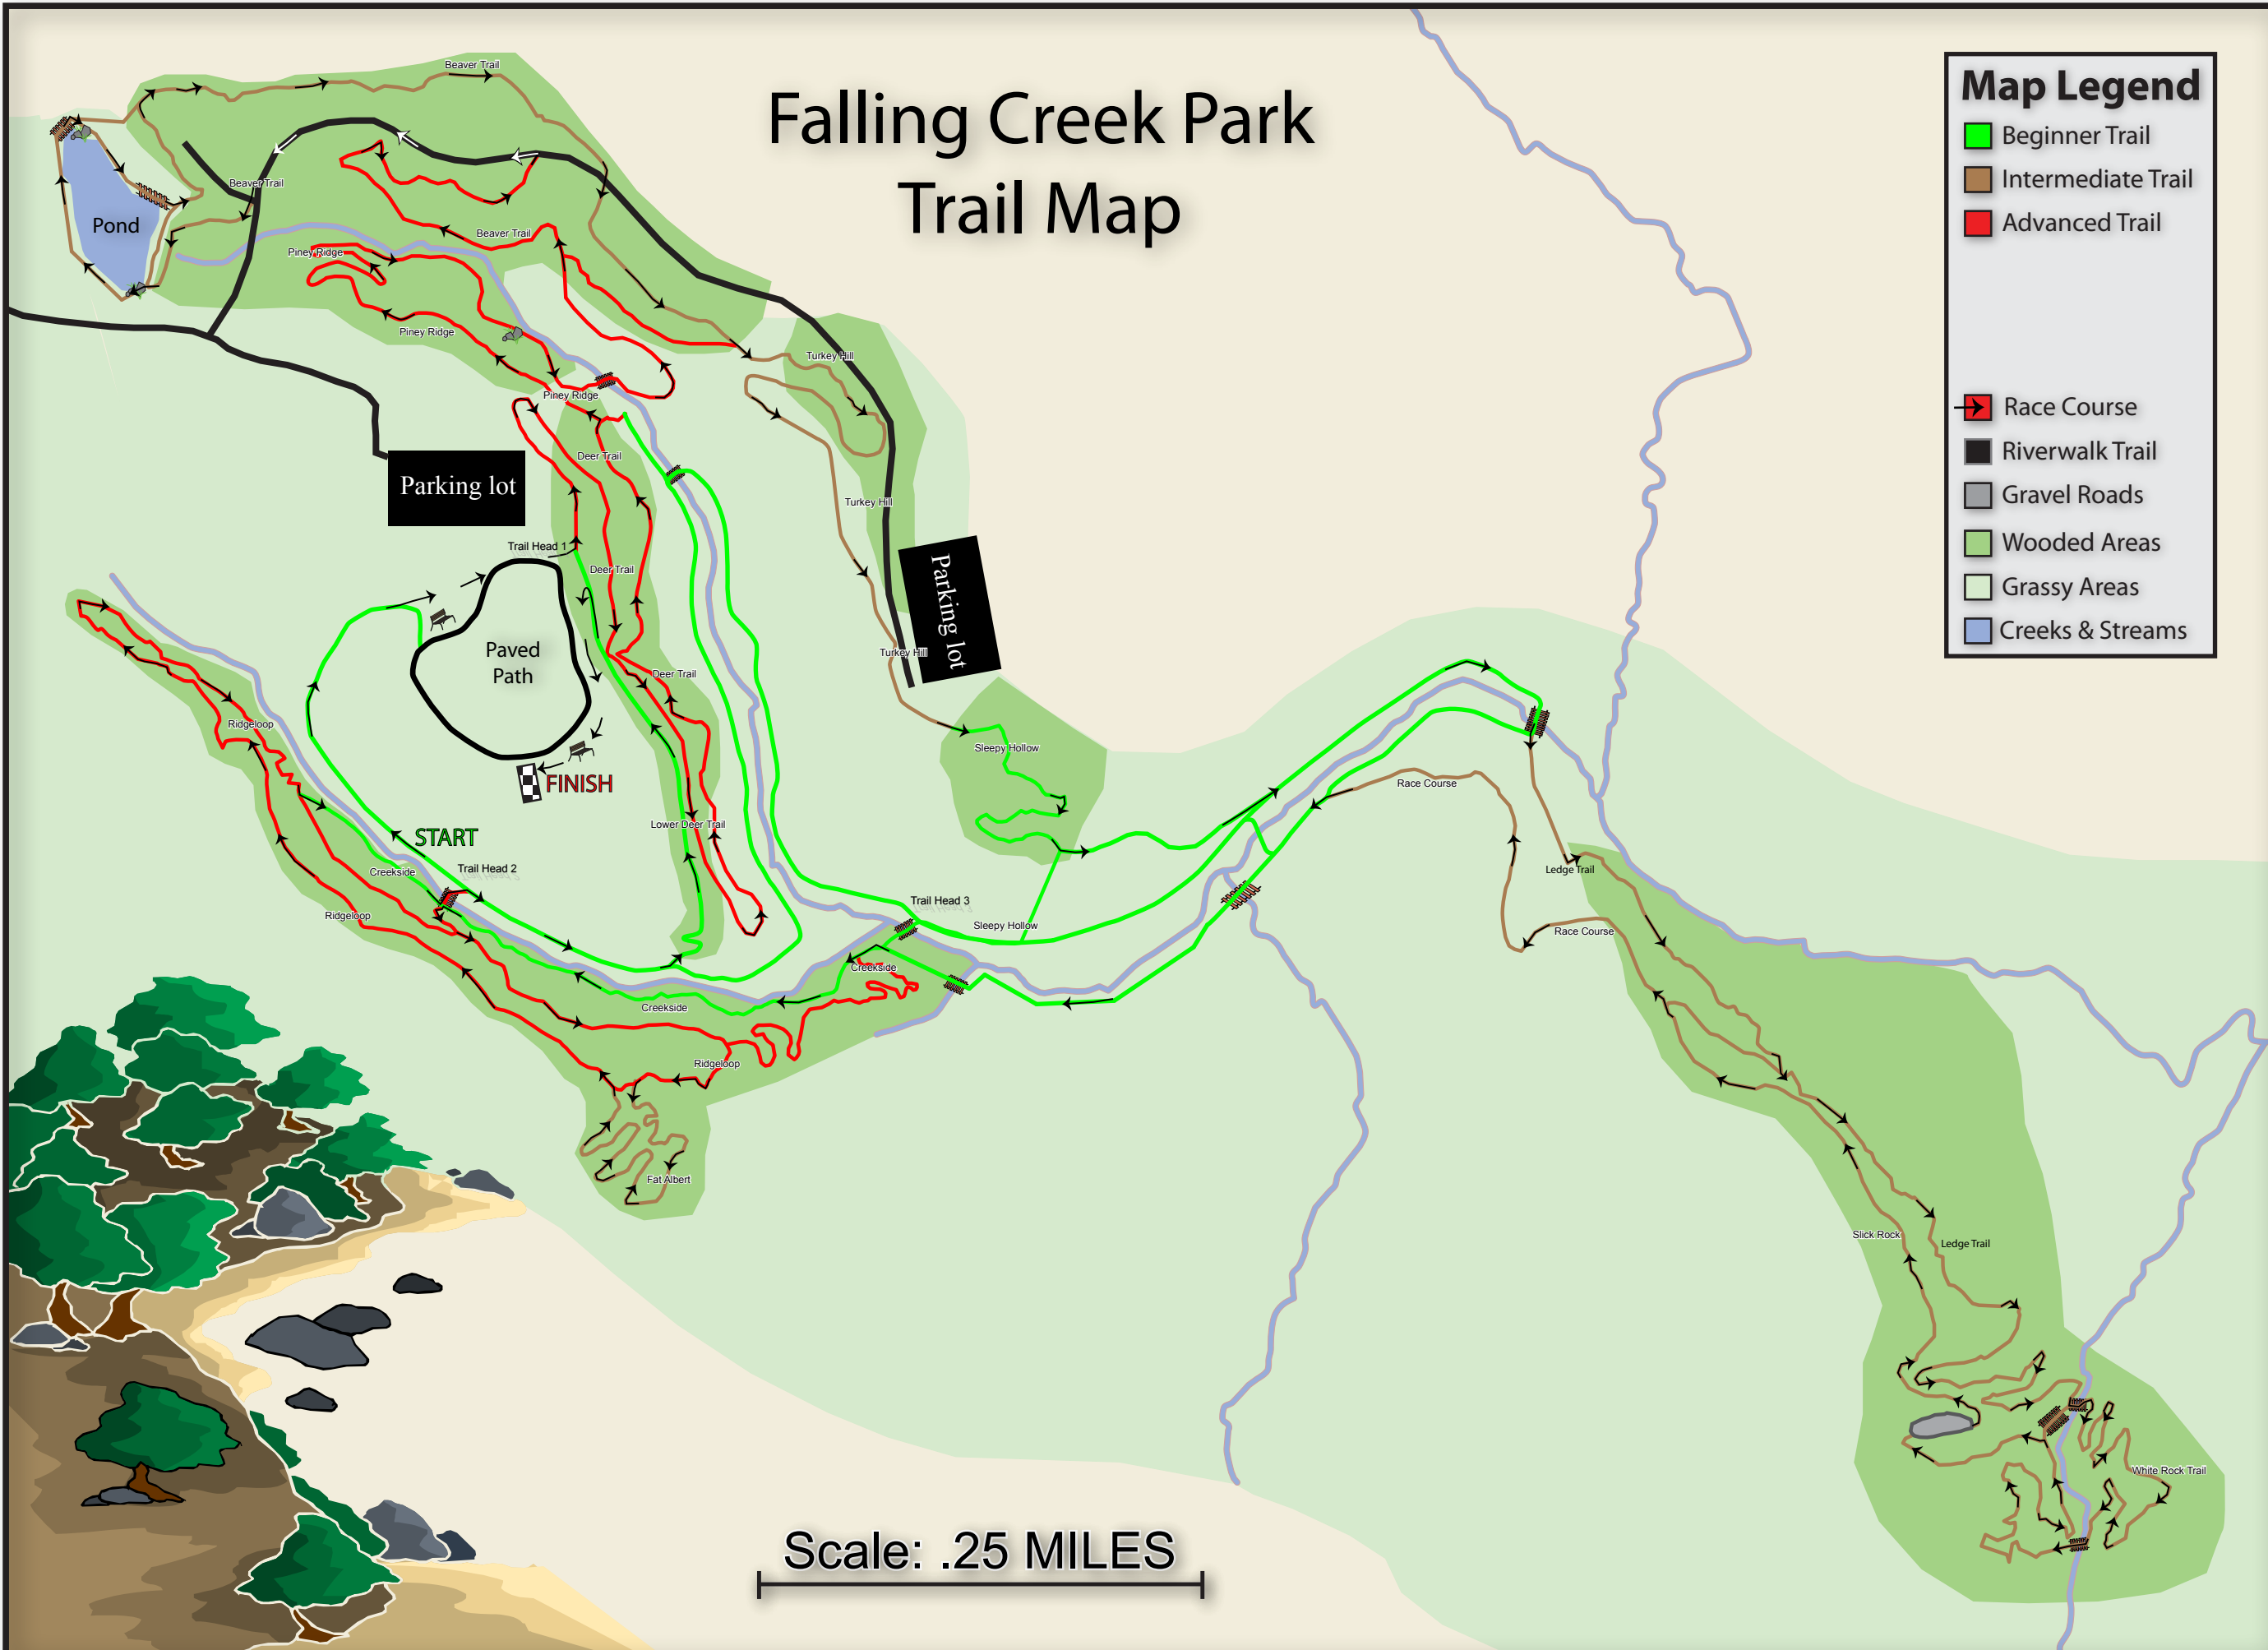 Falling Creek Park
Trail Map
Map Legend
Beginner Trail
Intermediate Trail
Advanced Trail
Race Course
Riverwalk Trail
Gravel Roads
Wooded Areas
Grassy Areas
Creeks & Streams
Beaver Trail
Beaver Trail
Pond
Beaver Trail
Piney Ridge
Piney Ridge
Piney Ridge
Turkey Hill
Deer Trail
Parking lot
Turkey Hill
Trail Head 1
Deer Trail
Parking lot
Paved
Path
Turkey Hill
Deer Trail
Ridgeloop
Sleepy Hollow
FINISH
Race Course
START
Lower Deer Trail
Trail Head 2
Creekside
Ledge Trail
Ridgeloop
Trail Head 3
Sleepy Hollow
Race Course
Creekside
Creekside
Ridgeloop
Fat Albert
Slick Rock
Ledge Trail
White Rock Trail
Scale: .25 MILES